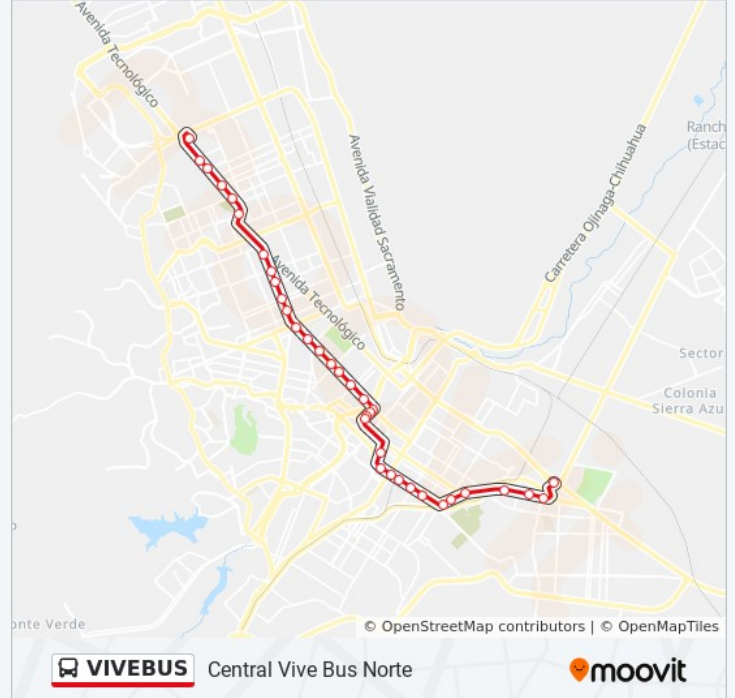 Avenida Tecnológico
Avenida Vialidad Sacramento
Carretera Ojinaga-Chihuahua
Ranch
(Estac
Avenida Tecnológico
Sector
Colonia
Sierra Azu
onte Verde
© OpenStreetMap contributors | © OpenMapTiles
VIVEBUS Central Vive Bus Norte
moovit